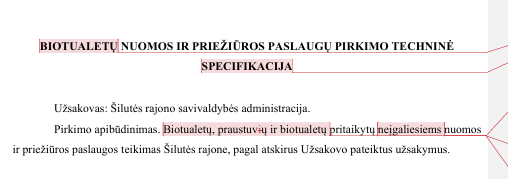 BIOTUALETŲ NUOMOS IR PRIEŽIŪROS PASLAUGŲ PIRKIMO TECHNINĖ
SPECIFIKACIJA
Užsakovas: Šilutės rajono savivaldybės administracija.
Pirkimo apibūdinimas. Biotualetų, praustuvių ir biotualetų pritaikytų neįgaliesiems nuomos
ir priežiūros paslaugos teikimas Šilutės rajone, pagal atskirus Užsakovo pateiktus užsakymus.